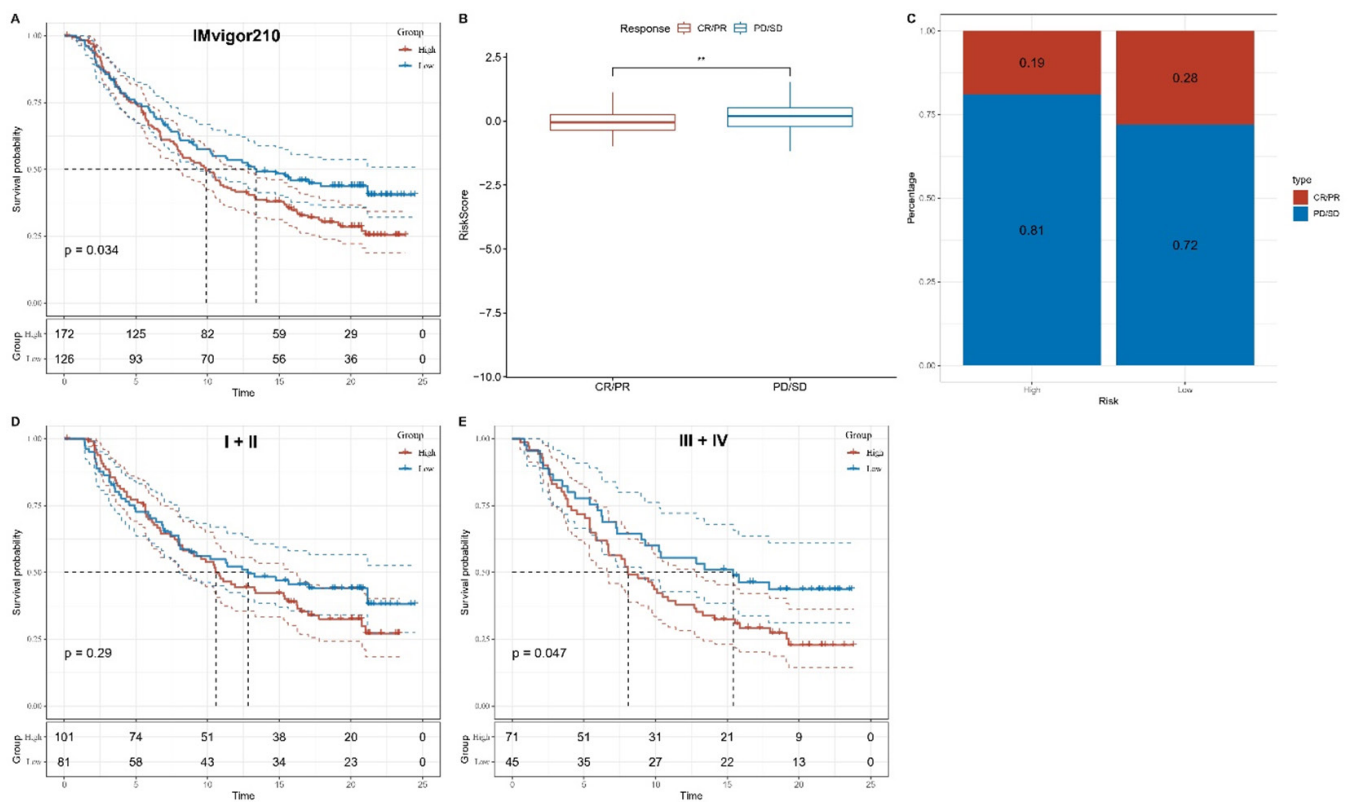 A
IMvigor210
Group
High
Low
Survival probability
1.00
0.75
0.50
0.25
0.00
p = 0.034
Group
High 172 125 82 59 29 0
Low 126 93 70 56 36 0
0 5 10 15 20 25
Time
B
Response CR/PR PD/SD
**
RiskScore
2.5
0.0
−2.5
−5.0
−7.5
−10.0
CR/PR PD/SD
C
Percentage
1.00
0.75
0.50
0.25
0.00
0.19 0.28
0.81 0.72
High Low
Risk
type
CR/PR
PD/SD
D
I + II
Group
High
Low
Survival probability
1.00
0.75
0.50
0.25
0.00
p = 0.29
Group
High 101 74 51 38 20 0
Low 81 58 43 34 23 0
0 5 10 15 20 25
Time
E
III + IV
Group
High
Low
Survival probability
1.00
0.75
0.50
0.25
0.00
p = 0.047
Group
High 71 51 31 21 9 0
Low 45 35 27 22 13 0
0 5 10 15 20 25
Time